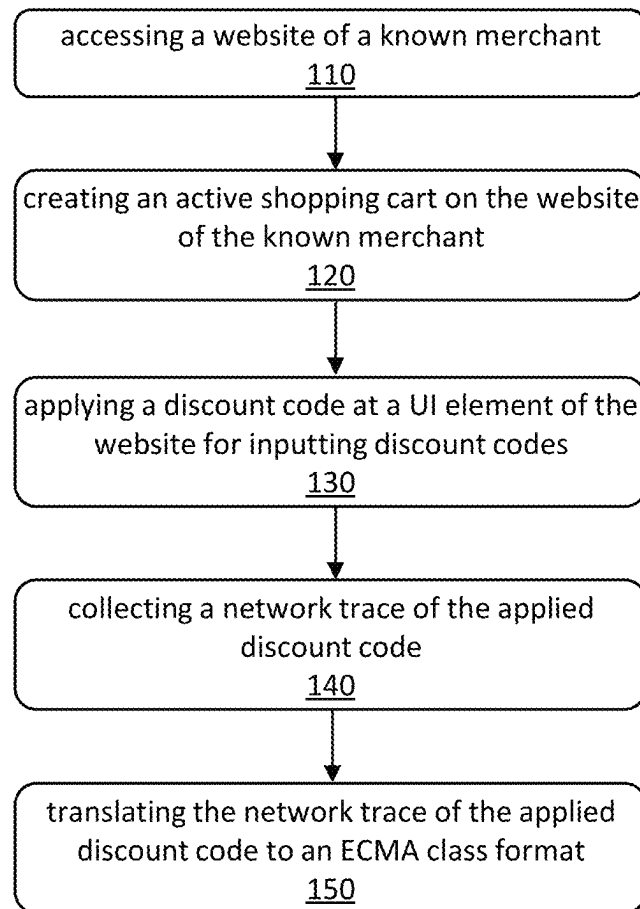 accessing a website of a known merchant
110
creating an active shopping cart on the website
of the known merchant
120
applying a discount code at a UI element of the
website for inputting discount codes
130
collecting a network trace of the applied
discount code
140
translating the network trace of the applied
discount code to an ECMA class format
150